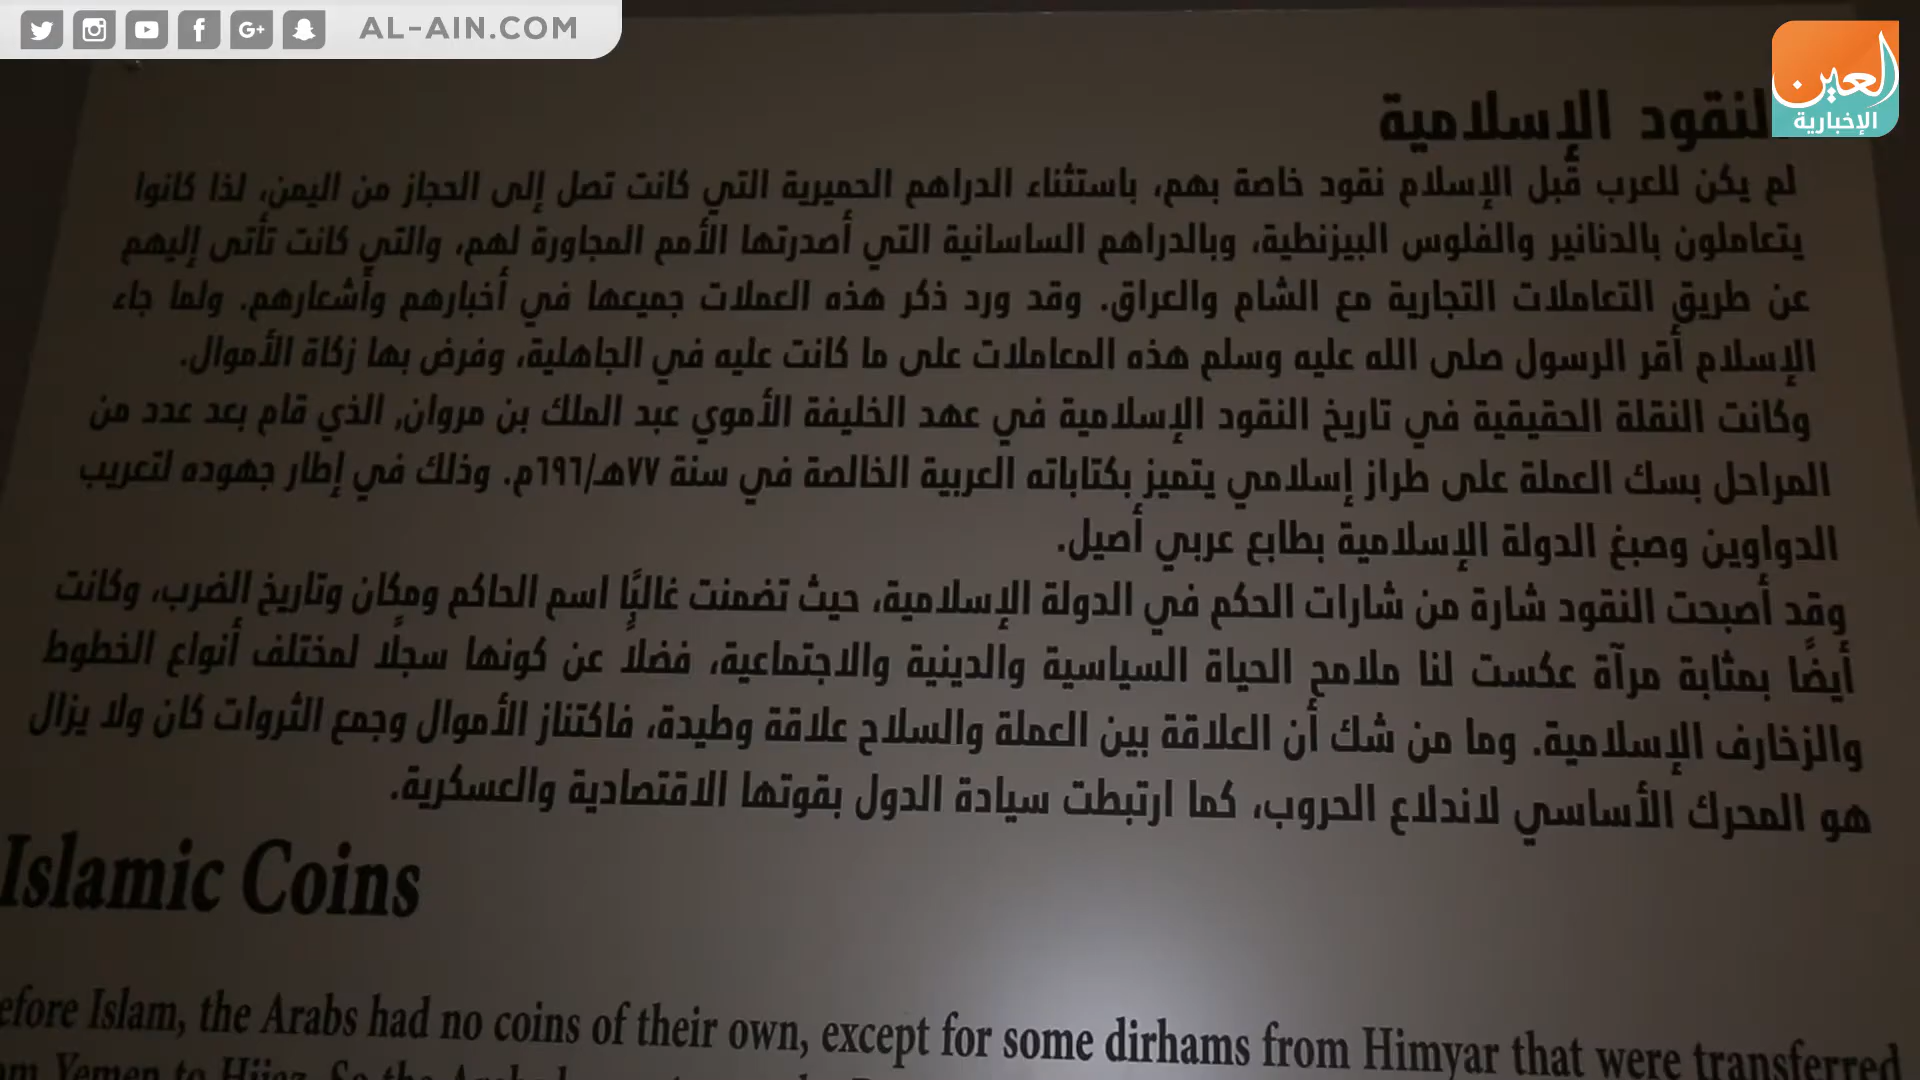 AL-AIN.COM
العين
الإخبارية
النقود الإسلامية
لم يكن للعرب قبل الإسلام نقود خاصة بهم، باستثناء الدراهم الحميرية التي كانت تصل إلى الحجاز من اليمن، لذا كانوا
يتعاملون بالدنانير والفلوس البيزنطية، وبالدراهم الساسانية التي أصدرتها الأمم المجاورة لهم، والتي كانت تأتى إليهم
عن طريق التعاملات التجارية مع الشام والعراق. وقد ورد ذكر هذه العملات جميعها في أخبارهم وأشعارهم. ولما جاء
الإسلام أقر الرسول صلى الله عليه وسلم هذه المعاملات على ما كانت عليه في الجاهلية، وفرض بها زكاة الأموال.
وكانت النقلة الحقيقية في تاريخ النقود الإسلامية في عهد الخليفة الأموي عبد الملك بن مروان, الذي قام بعد عدد من
المراحل بسك العملة على طراز إسلامي يتميز بكتاباته العربية الخالصة في سنة ٧٧هـ/٦٩٦م. وذلك في إطار جهوده لتعريب
الدواوين وصبغ الدولة الإسلامية بطابع عربي أصيل.
وقد أصبحت النقود شارة من شارات الحكم في الدولة الإسلامية، حيث تضمنت غالبًا اسم الحاكم ومكان وتاريخ الضرب، وكانت
أيضًا بمثابة مرآة عكست لنا ملامح الحياة السياسية والدينية والاجتماعية، فضلاً عن كونها سجلًا لمختلف أنواع الخطوط
والزخارف الإسلامية. وما من شك أن العلاقة بين العملة والسلاح علاقة وطيدة، فاكتناز الأموال وجمع الثروات كان ولا يزال
هو المحرك الأساسي لاندلاع الحروب، كما ارتبطت سيادة الدول بقوتها الاقتصادية والعسكرية.
Islamic Coins
efore Islam, the Arabs had no coins of their own, except for some dirhams from Himyar that were transferred
Yemen to Hijaz. So the